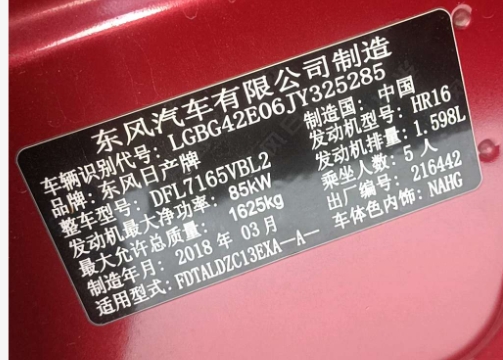 东风汽车有限公司制造
车辆识别代号: LGBG42E06JY325285
品牌: 东风日产牌 制造国: 中国
整车型号: DFL7165VBL2 发动机型号: HR16
发动机最大净功率: 85kW 发动机排量: 1.598L
最大允许总质量: 1625kg 乘坐人数: 5 人
制造年月: 2018 年 03 月 出厂编号: 216442
适用型式: FDTALDZC13EXA—A— 车体色内饰: NAHG